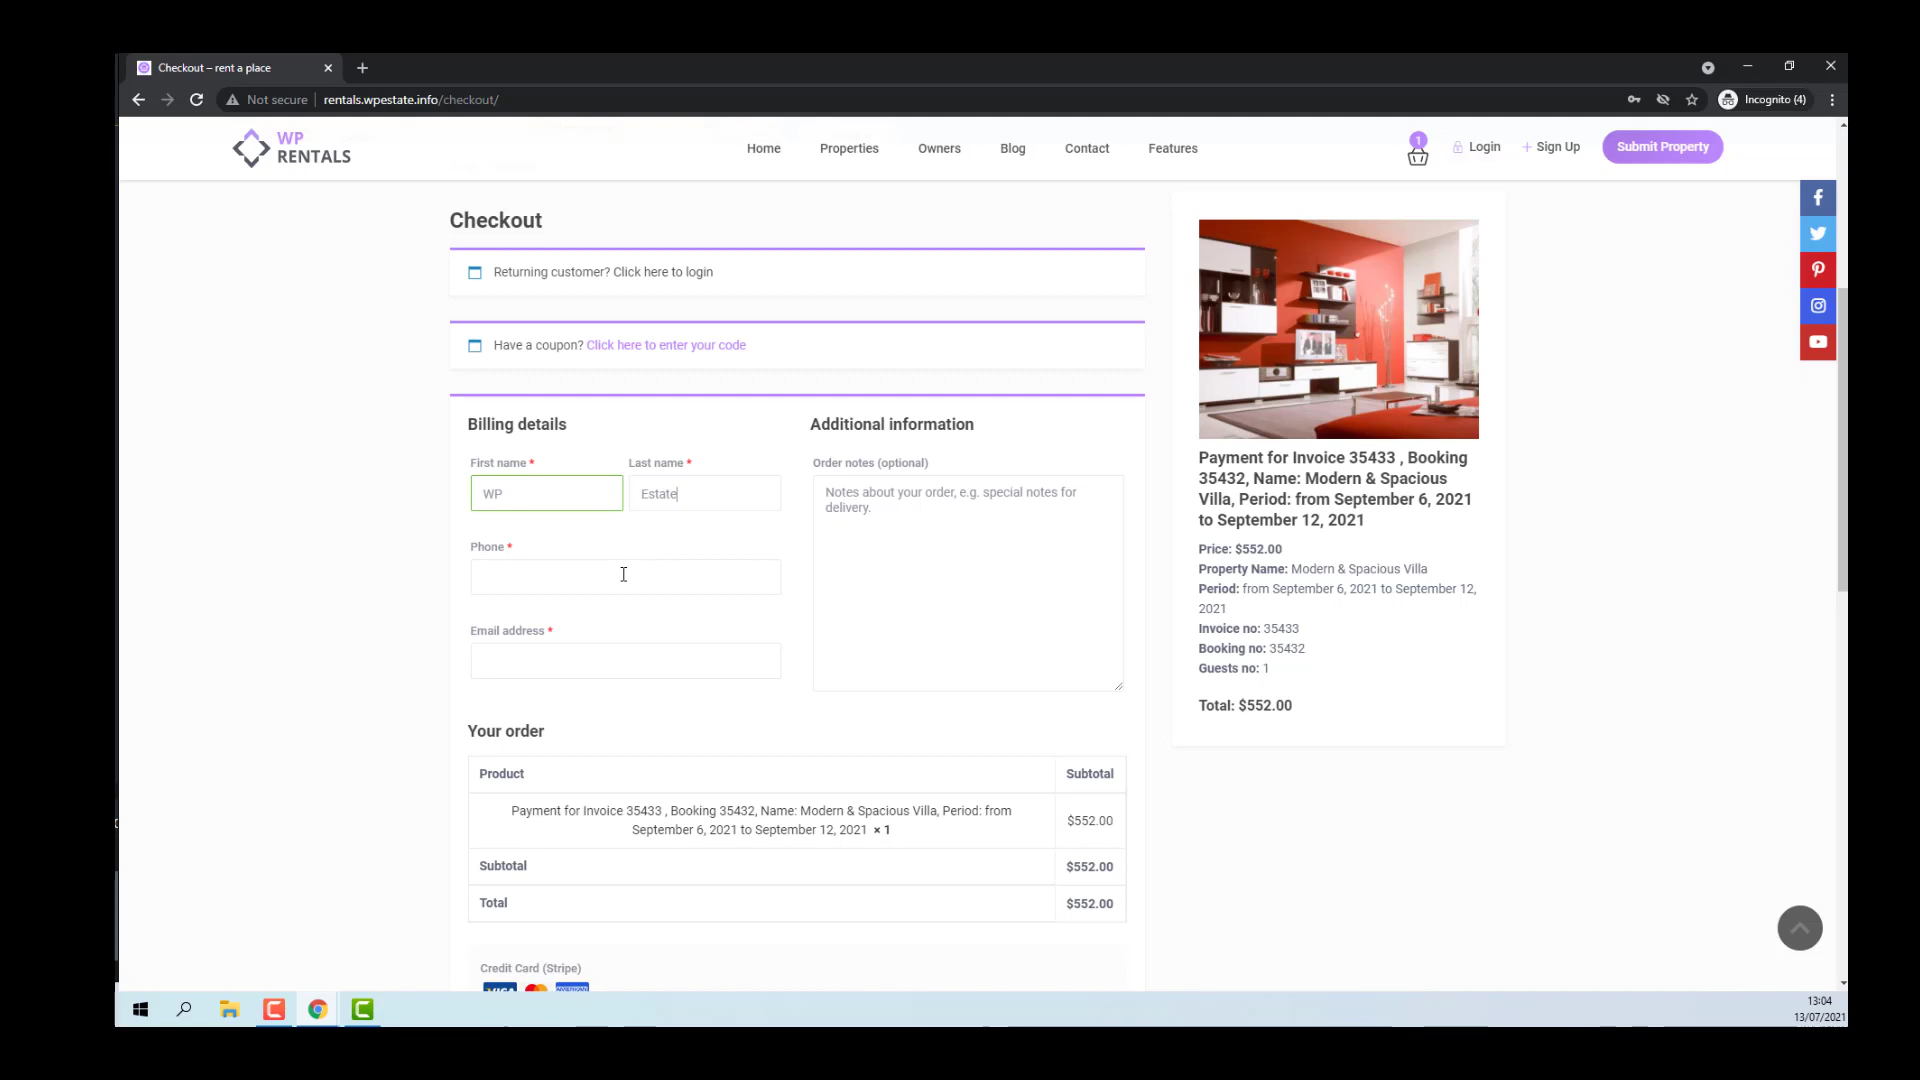 Checkout – rent a place
Not secure
rentals.wpestate.info/checkout/
Incognito (4)
WP
RENTALS
Home
Properties
Owners
Blog
Contact
Features
1
Login
+ Sign Up
Submit Property
Checkout
Returning customer? Click here to login
Have a coupon? Click here to enter your code
Billing details
Additional information
First name *
Last name *
Order notes (optional)
WP
Estate
Notes about your order, e.g. special notes for
delivery.
Phone *
Email address *
Your order
Product
Subtotal
Payment for Invoice 35433 , Booking 35432, Name: Modern & Spacious Villa, Period: from
September 6, 2021 to September 12, 2021 × 1
$552.00
Subtotal
$552.00
Total
$552.00
Credit Card (Stripe)
VISA
Payment for Invoice 35433 , Booking
35432, Name: Modern & Spacious
Villa, Period: from September 6, 2021
to September 12, 2021
Price: $552.00
Property Name: Modern & Spacious Villa
Period: from September 6, 2021 to September 12,
2021
Invoice no: 35433
Booking no: 35432
Guests no: 1
Total: $552.00
13:04
13/07/2021